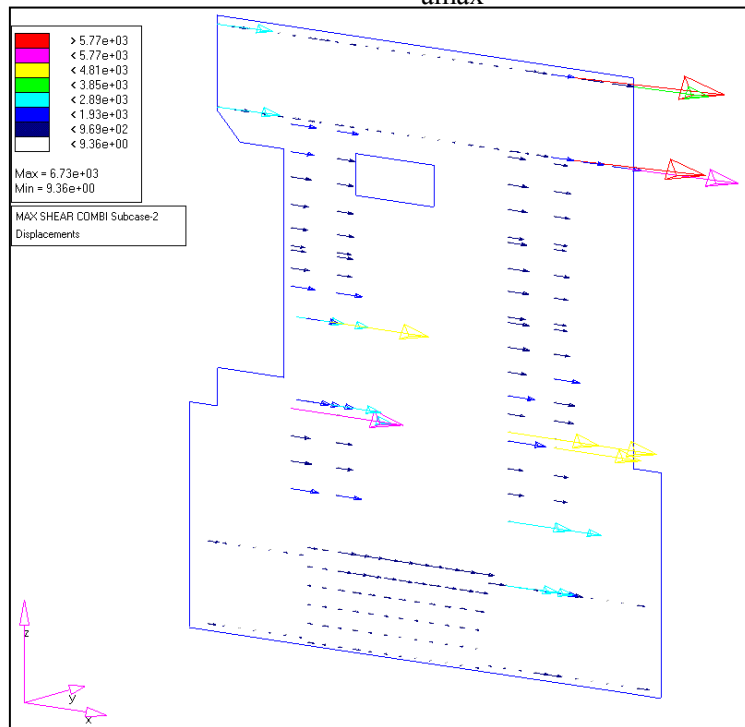 amax
> 5.77e+03
< 5.77e+03
< 4.81e+03
< 3.85e+03
< 2.89e+03
< 1.93e+03
< 9.69e+02
< 9.36e+00
Max = 6.73e+03
Min = 9.36e+00
MAX SHEAR COMBI Subcase-2
Displacements
z
y
x